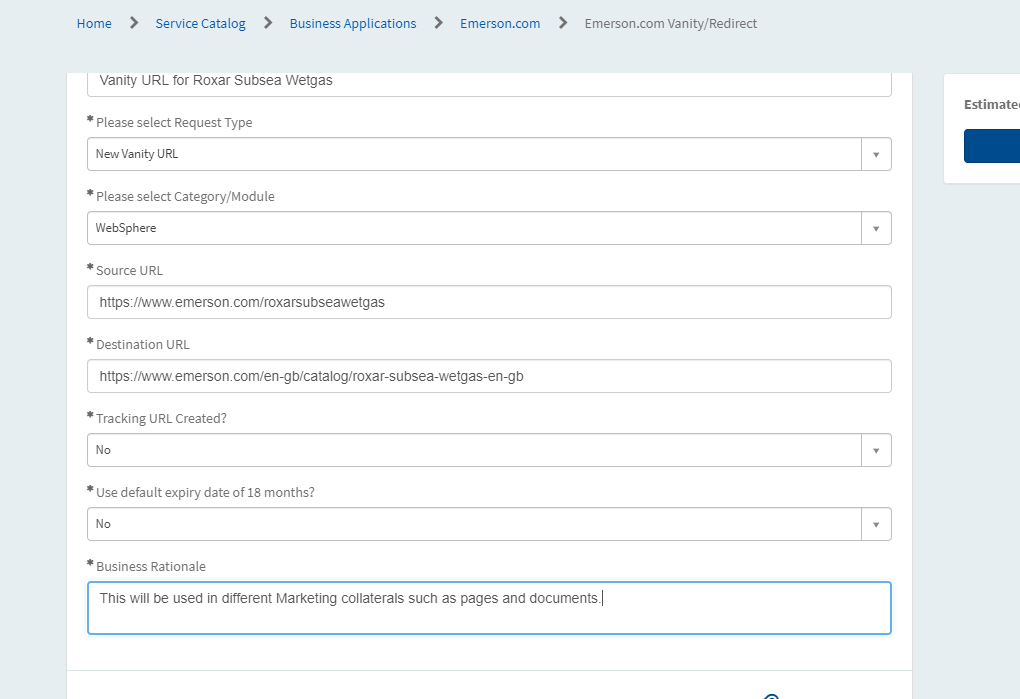 Home > Service Catalog > Business Applications > Emerson.com > Emerson.com Vanity/Redirect
Vanity URL for Roxar Subsea Wetgas
* Please select Request Type
New Vanity URL
* Please select Category/Module
WebSphere
* Source URL
https://www.emerson.com/roxarsubseawetgas
* Destination URL
https://www.emerson.com/en-gb/catalog/roxar-subsea-wetgas-en-gb
* Tracking URL Created?
No
* Use default expiry date of 18 months?
No
* Business Rationale
This will be used in different Marketing collaterals such as pages and documents.